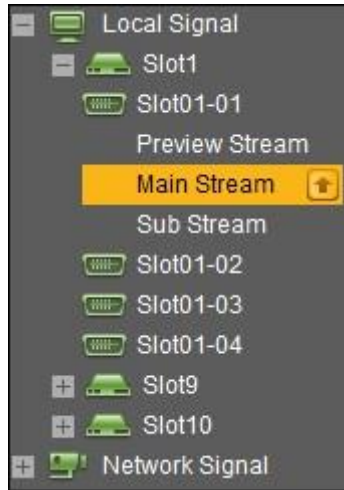 Local Signal
Slot1
Slot01-01
Preview Stream
Main Stream
Sub Stream
Slot01-02
Slot01-03
Slot01-04
Slot9
Slot10
Network Signal